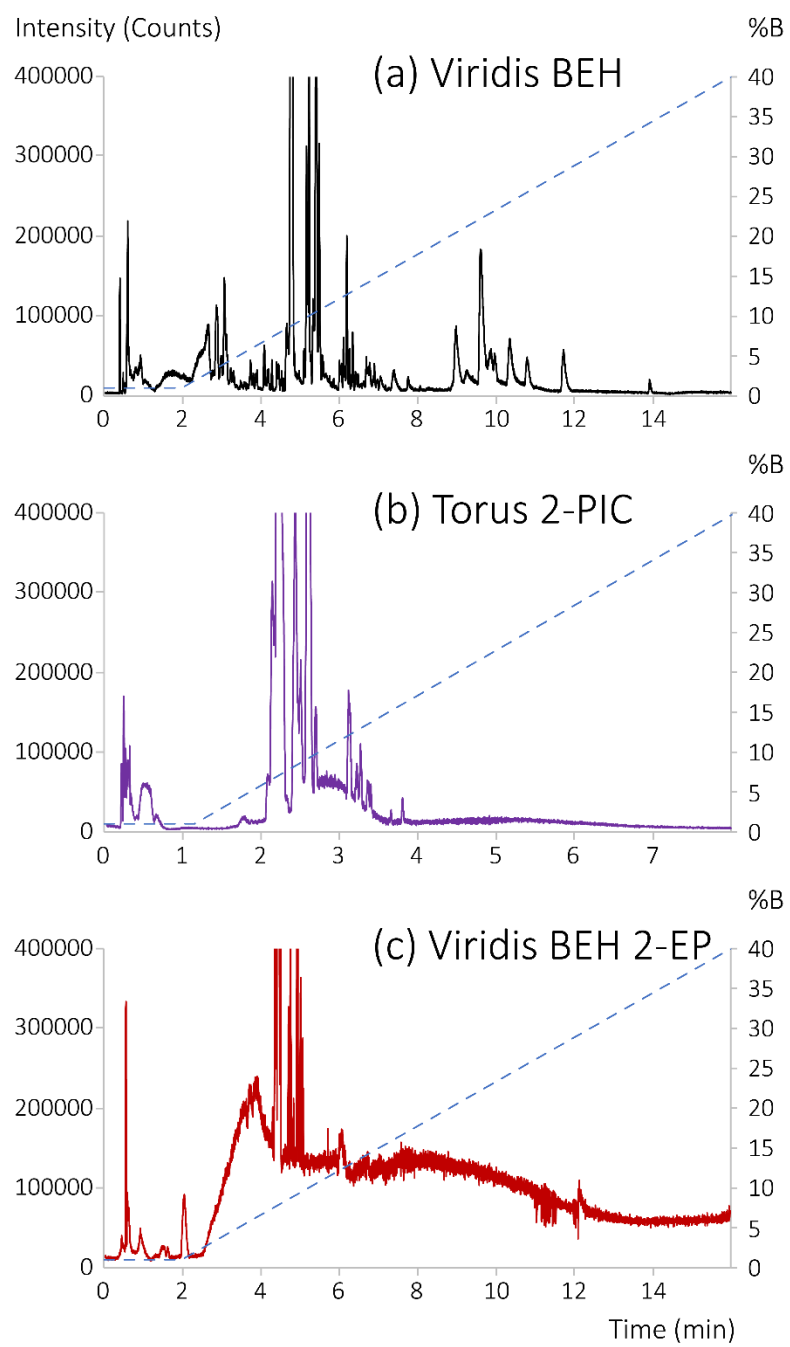 Intensity (Counts) %B
(a) Viridis BEH
400000 40
35
300000 30
25
200000 20
15
100000 10
5
0 0
0 2 4 6 8 10 12 14
%B
(b) Torus 2-PIC
400000 40
35
300000 30
25
200000 20
15
100000 10
5
0 0
0 1 2 3 4 5 6 7
%B
(c) Viridis BEH 2-EP
400000 40
35
300000 30
25
200000 20
15
100000 10
5
0 0
0 2 4 6 8 10 12 14
Time (min)